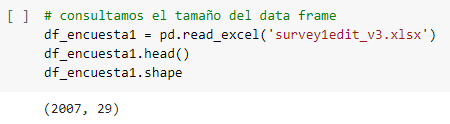 [ ] # consultamos el tamaño del data frame
df_encuesta1 = pd.read_excel('survey1edit_v3.xlsx')
df_encuesta1.head()
df_encuesta1.shape
(2007, 29)